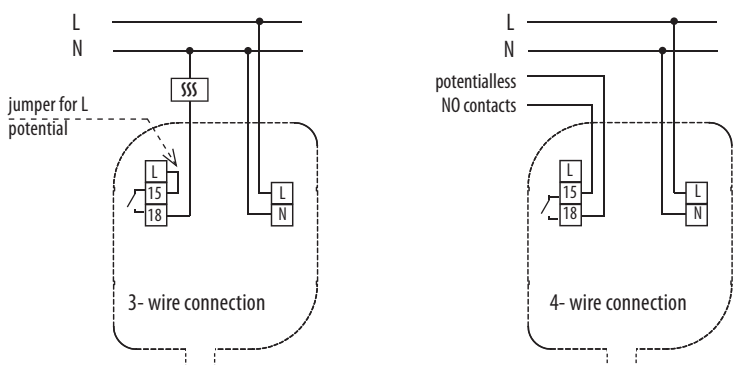 L
N
jumper for L
potential
L
15
18
L
N
3- wire connection
L
N
potentialless
NO contacts
L
15
18
L
N
4- wire connection